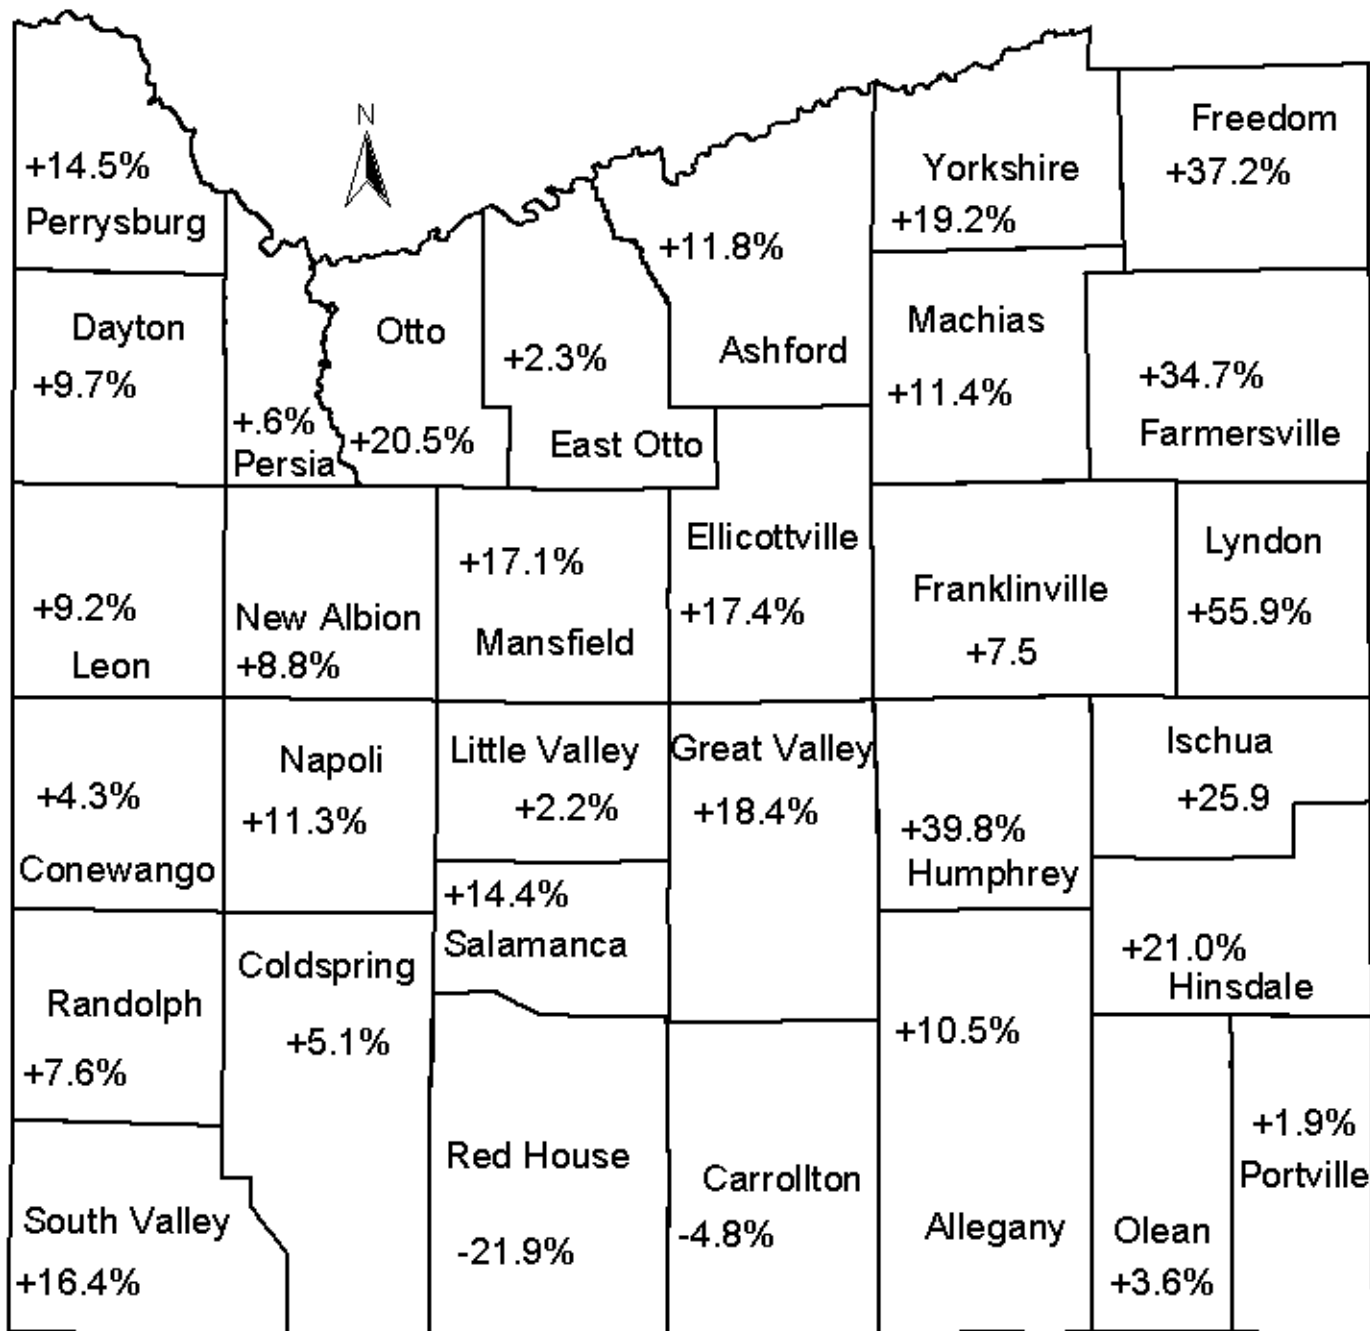 N
Freedom
+37.2%
Yorkshire
+19.2%
+14.5%
Perrysburg
+11.8%
Ashford
Dayton
+9.7%
Otto
+20.5%
+2.3%
East Otto
Machias
+11.4%
+34.7%
Farmersville
+.6%
Persia
+9.2%
Leon
New Albion
+8.8%
+17.1%
Mansfield
Ellicottville
+17.4%
Franklinville
+7.5
Lyndon
+55.9%
+4.3%
Conewango
Napoli
+11.3%
Little Valley
+2.2%
Great Valley
+18.4%
+39.8%
Humphrey
Ischua
+25.9
+14.4%
Salamanca
+21.0%
Hinsdale
Randolph
+7.6%
Coldspring
+5.1%
Red House
-21.9%
Carrollton
-4.8%
+10.5%
Allegany
+1.9%
Portville
Olean
+3.6%
South Valley
+16.4%